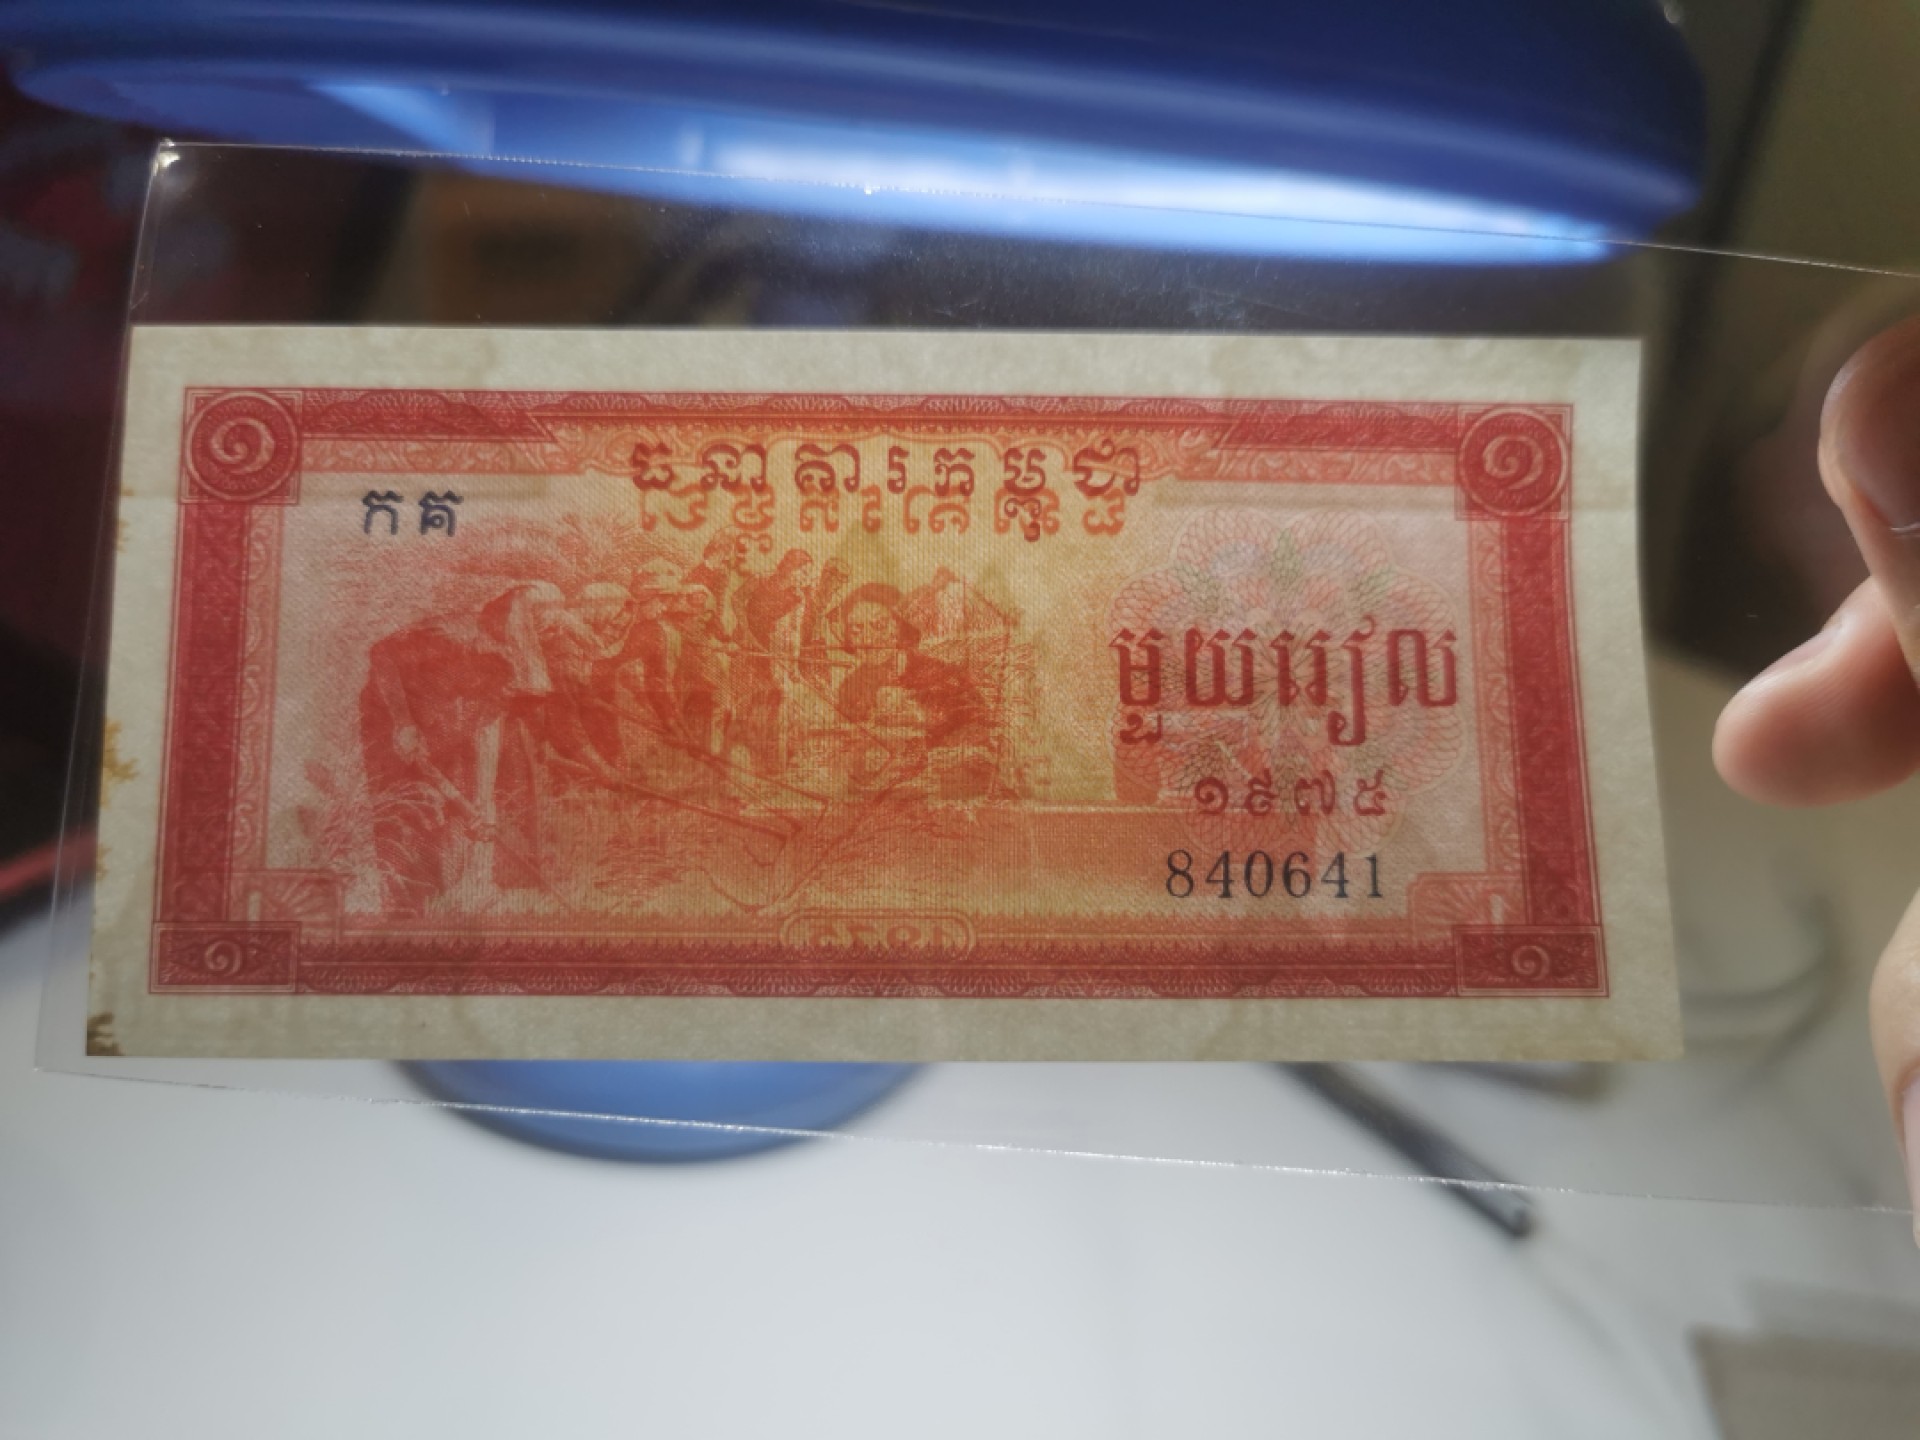 ១ ១
ធនាគារកម្ពុជា
កគ
មួយរៀល
១៩៧៥
840641
១ ១